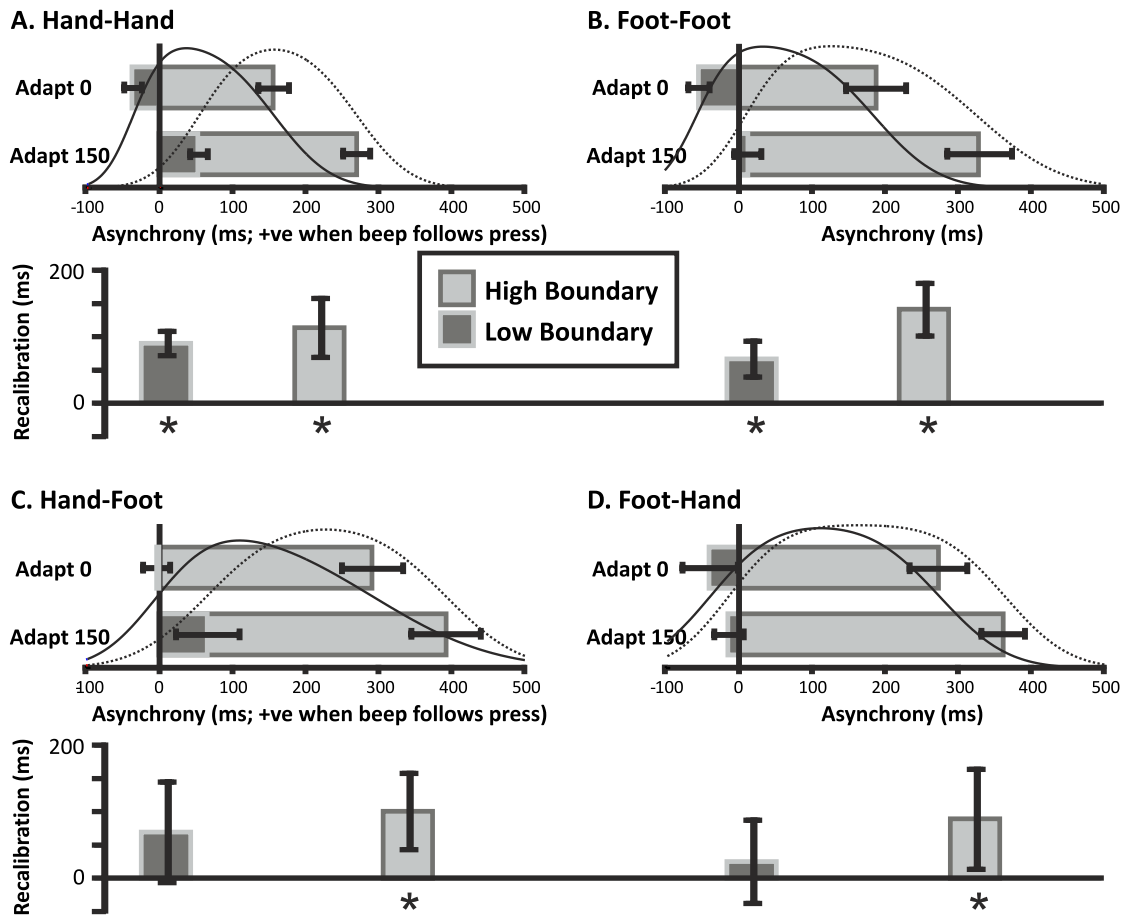 A. Hand-Hand
B. Foot-Foot
Adapt 0
Adapt 0
Adapt 150
Adapt 150
-100 0 100 200 300 400 500
-100 0 100 200 300 400 500
Asynchrony (ms; +ve when beep follows press)
Asynchrony (ms)
Recalibration (ms)
200
0
High Boundary
Low Boundary
* * * *
C. Hand-Foot
D. Foot-Hand
Adapt 0
Adapt 0
Adapt 150
Adapt 150
-100 0 100 200 300 400 500
-100 0 100 200 300 400 500
Asynchrony (ms; +ve when beep follows press)
Asynchrony (ms)
Recalibration (ms)
200
0
* *